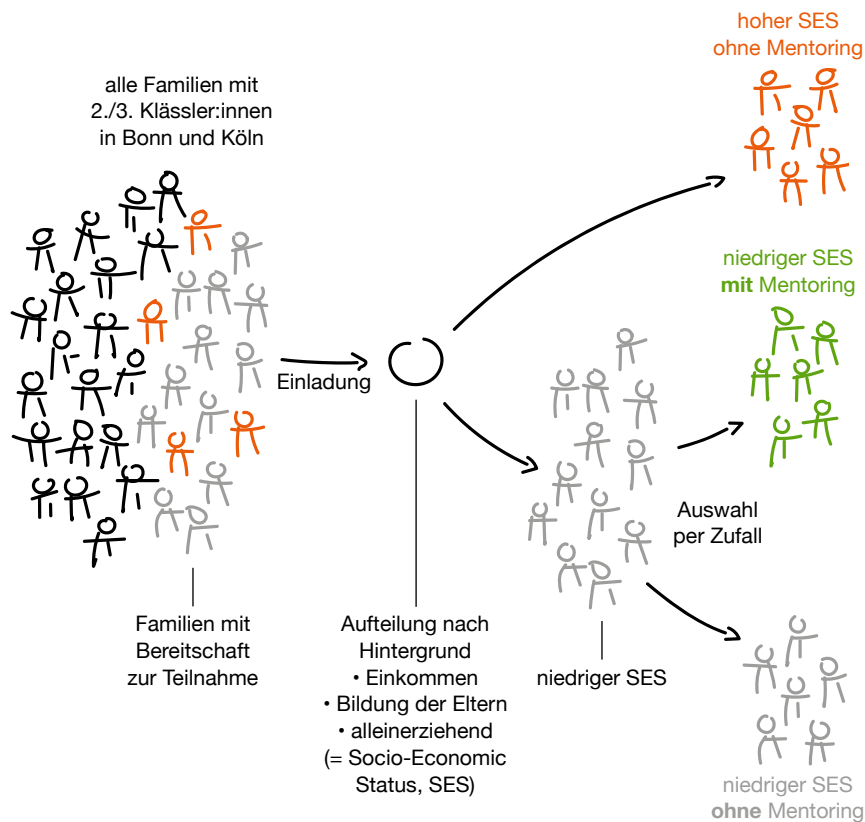 alle Familien mit
2./3. Klässler:innen
in Bonn und Köln
Einladung
Familien mit
Bereitschaft
zur Teilnahme
Aufteilung nach
Hintergrund
• Einkommen
• Bildung der Eltern
• alleinerziehend
(= Socio-Economic
Status, SES)
niedriger SES
Auswahl
per Zufall
hoher SES
ohne Mentoring
niedriger SES
mit Mentoring
niedriger SES
ohne Mentoring